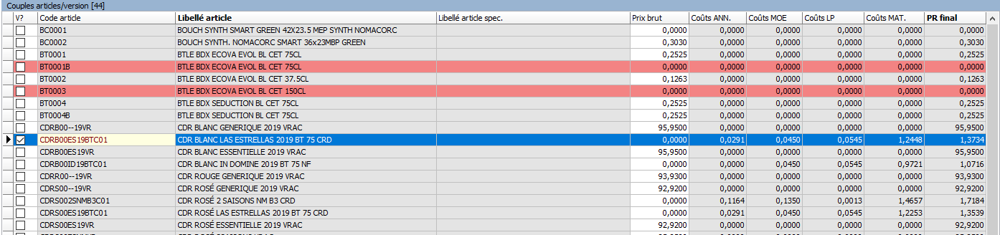 Couples articles/version [44]
V? Code article Libellé article Libellé article spec. Prix brut Coûts ANN. Coûts MOE Coûts LP Coûts MAT. PR final
BC0001 BOUCH SYNTH SMART GREEN 42X23.5 MEP SYNTH NOMACORC 0,0000 0,0000 0,0000 0,0000 0,0000 0,0000
BC0002 BOUCH SYNTH. NOMACORC SMART 36x23MBP GREEN 0,3030 0,0000 0,0000 0,0000 0,0000 0,3030
BT0001 BTLE BDX ECOVA EVOL BL CET 75CL 0,2525 0,0000 0,0000 0,0000 0,0000 0,2525
BT0001B BTLE BDX ECOVA EVOL BL CET 75CL 0,0000 0,0000 0,0000 0,0000 0,0000 0,0000
BT0002 BTLE BDX ECOVA EVOL BL CET 37.5CL 0,1263 0,0000 0,0000 0,0000 0,0000 0,1263
BT0003 BTLE BDX ECOVA EVOL BL CET 150CL 0,0000 0,0000 0,0000 0,0000 0,0000 0,0000
BT0004 BTLE BDX SEDUCTION BL CET 75CL 0,2525 0,0000 0,0000 0,0000 0,0000 0,2525
BT0004B BTLE BDX SEDUCTION BL CET 75CL 0,2525 0,0000 0,0000 0,0000 0,0000 0,2525
CDRB00--19VR CDR BLANC GENERIQUE 2019 VRAC 95,9500 0,0000 0,0000 0,0000 0,0000 95,9500
CDRB00ES19BTC01 CDR BLANC LAS ESTRELLAS 2019 BT 75 CRD 0,0000 0,0291 0,0450 0,0545 1,2448 1,3734
CDRB00ES19VR CDR BLANC ESSENTIELLE 2019 VRAC 95,9500 0,0000 0,0000 0,0000 0,0000 95,9500
CDRB00ID19BTC01 CDR BLANC IN DOMINE 2019 BT 75 NF 0,0000 0,0000 0,0450 0,0545 0,9721 1,0716
CDRR00--19VR CDR ROUGE GENERIQUE 2019 VRAC 93,9300 0,0000 0,0000 0,0000 0,0000 93,9300
CDRS00--19VR CDR ROSÉ GENERIQUE 2019 VRAC 92,9200 0,0000 0,0000 0,0000 0,0000 92,9200
CDRS002SNMB3C01 CDR ROSÉ 2 SAISONS NM B3 CRD 0,0000 0,1164 0,1350 0,0013 1,4657 1,7184
CDRS00ES19BTC01 CDR ROSÉ LAS ESTRELLAS 2019 BT 75 CRD 0,0000 0,0291 0,0450 0,0545 1,2253 1,3539
CDRS00ES19VR CDR ROSÉ ESSENTIELLE 2019 VRAC 92,9200 0,0000 0,0000 0,0000 0,0000 92,9200